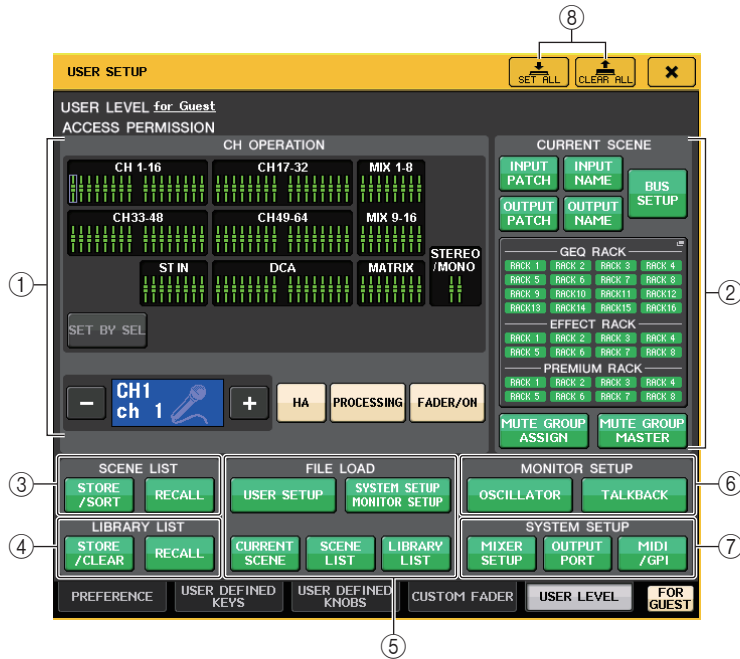 ⑧
USER SETUP
SET ALL
CLEAR ALL
USER LEVEL for Guest
ACCESS PERMISSION
①
CH OPERATION
CH 1-16
CH17-32
MIX 1-8
CH33-48
CH49-64
MIX 9-16
ST IN
DCA
MATRIX
STEREO
/MONO
SET BY SEL
CH1
ch 1
HA
PROCESSING
FADER/ON
②
CURRENT SCENE
INPUT
PATCH
INPUT
NAME
BUS
SETUP
OUTPUT
PATCH
OUTPUT
NAME
GEQ RACK
RACK 1 RACK 2 RACK 3 RACK 4
RACK 5 RACK 6 RACK 7 RACK 8
RACK 9 RACK10 RACK11 RACK12
RACK13 RACK14 RACK15 RACK16
EFFECT RACK
RACK 1 RACK 2 RACK 3 RACK 4
RACK 5 RACK 6 RACK 7 RACK 8
PREMIUM RACK
RACK 1 RACK 2 RACK 3 RACK 4
RACK 5 RACK 6 RACK 7 RACK 8
MUTE GROUP
ASSIGN
MUTE GROUP
MASTER
③
SCENE LIST
STORE
/SORT
RECALL
④
LIBRARY LIST
STORE
/CLEAR
RECALL
FILE LOAD
USER SETUP
SYSTEM SETUP
MONITOR SETUP
CURRENT
SCENE
SCENE
LIST
LIBRARY
LIST
⑤
⑥
MONITOR SETUP
OSCILLATOR
TALKBACK
⑦
SYSTEM SETUP
MIXER
SETUP
OUTPUT
PORT
MIDI
/GPI
PREFERENCE
USER DEFINED
KEYS
USER DEFINED
KNOBS
CUSTOM FADER
USER LEVEL
FOR
GUEST